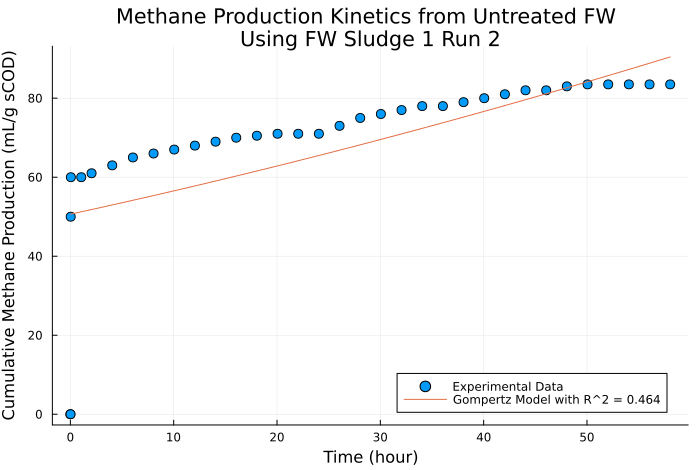 Methane Production Kinetics from Untreated FW
Using FW Sludge 1 Run 2
Cumulative Methane Production (mL/g sCOD)
80
60
40
20
0
0 10 20 30 40 50
Time (hour)
Experimental Data
Gompertz Model with R^2 = 0.464